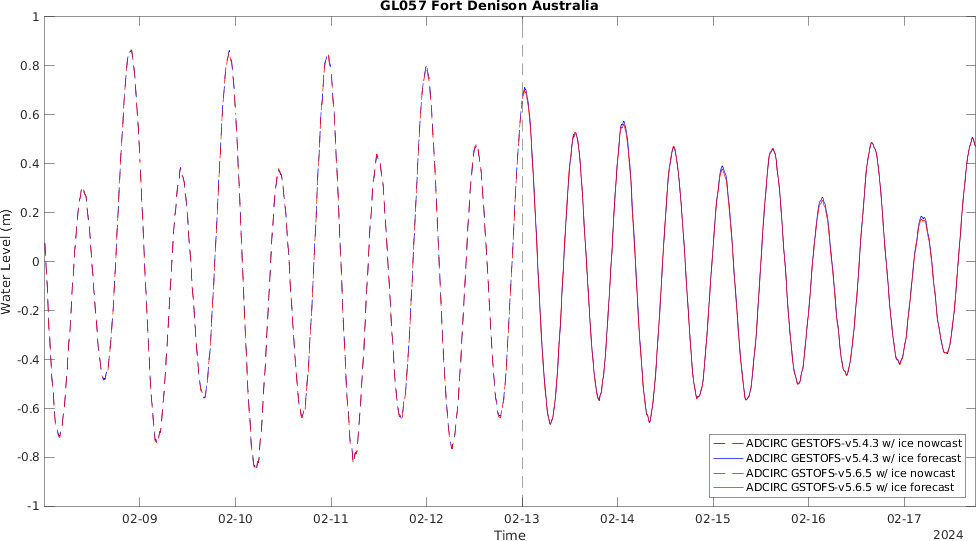 GL057 Fort Denison Australia
1
0.8
0.6
0.4
0.2
0
-0.2
-0.4
-0.6
-0.8
-1
Water Level (m)
ADCIRC GESTOFS-v5.4.3 w/ ice nowcast
ADCIRC GESTOFS-v5.4.3 w/ ice forecast
ADCIRC GSTOFS-v5.6.5 w/ ice nowcast
ADCIRC GSTOFS-v5.6.5 w/ ice forecast
02-09 02-10 02-11 02-12 02-13 02-14 02-15 02-16 02-17
Time
2024